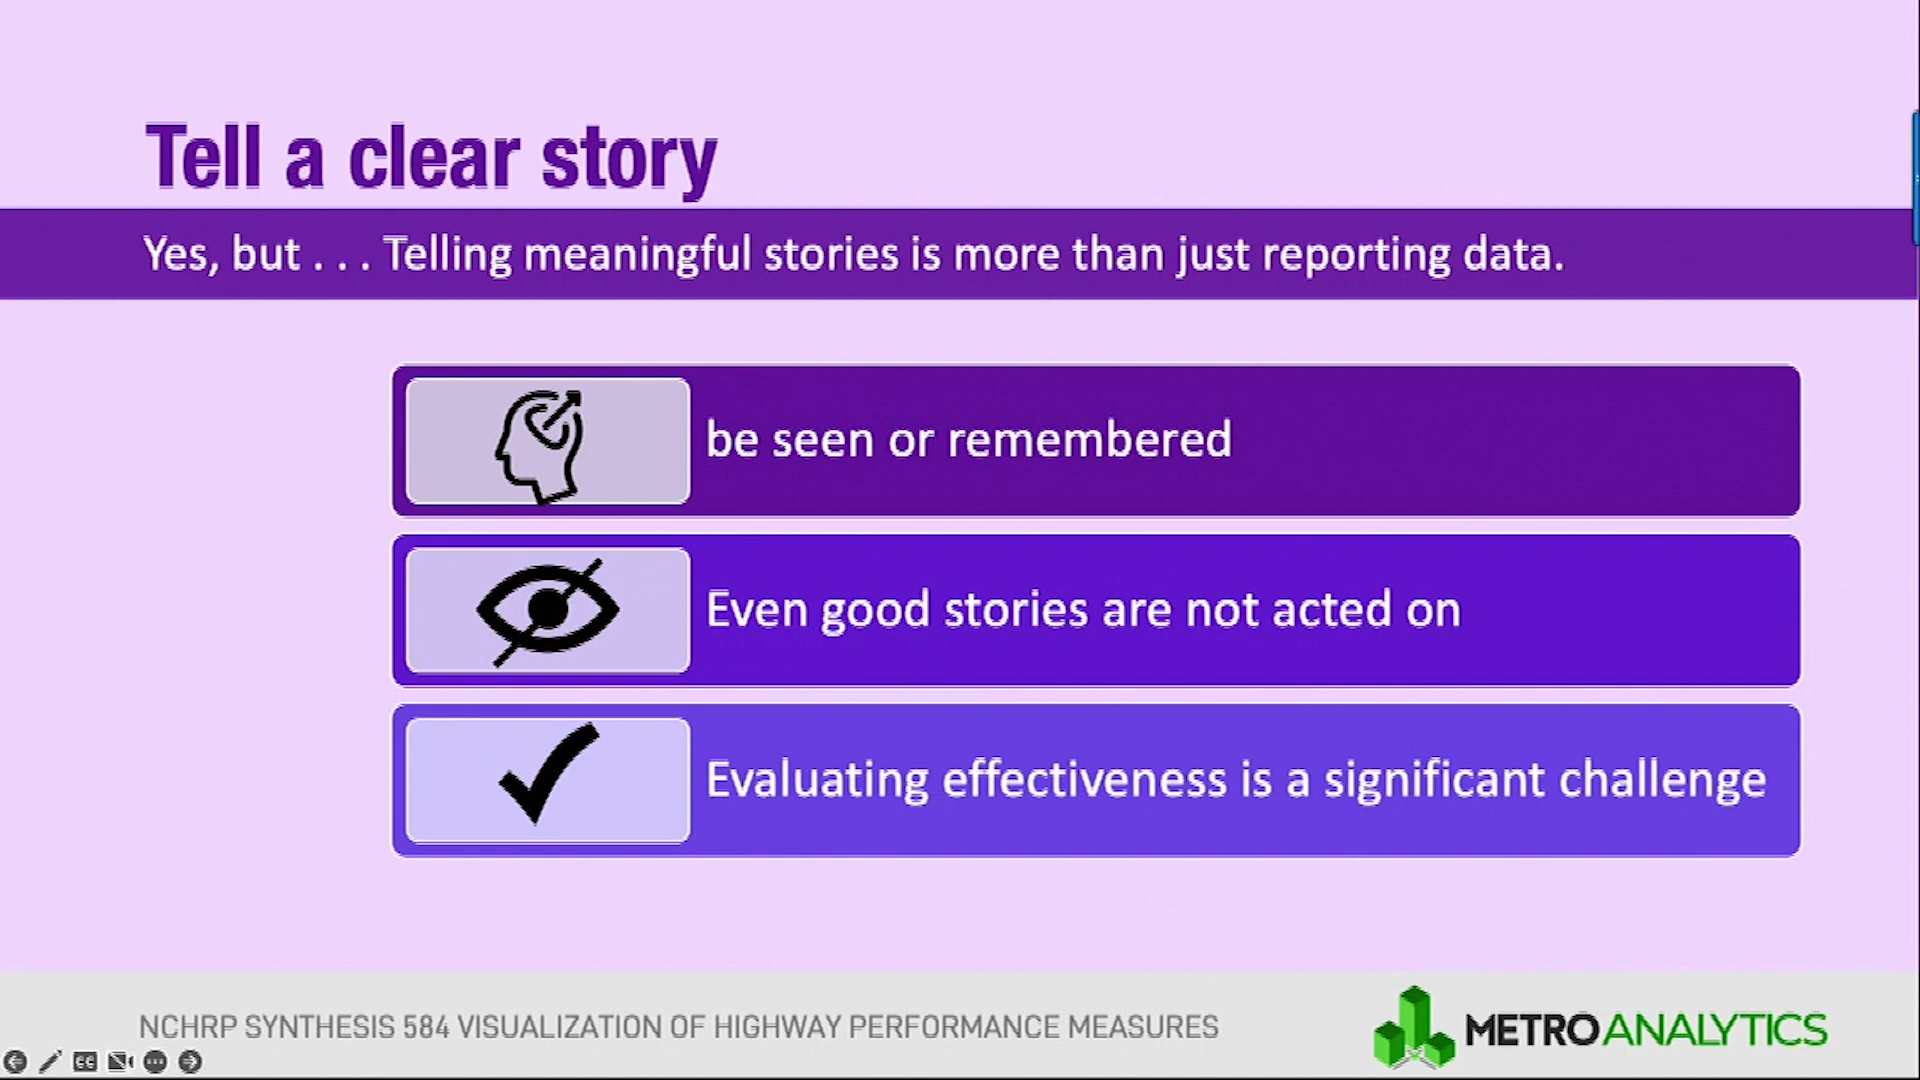 Tell a clear story
Yes, but . . . Telling meaningful stories is more than just reporting data.
be seen or remembered
Even good stories are not acted on
Evaluating effectiveness is a significant challenge
NCHRP SYNTHESIS 584 VISUALIZATION OF HIGHWAY PERFORMANCE MEASURES
METROANALYTICS
CC